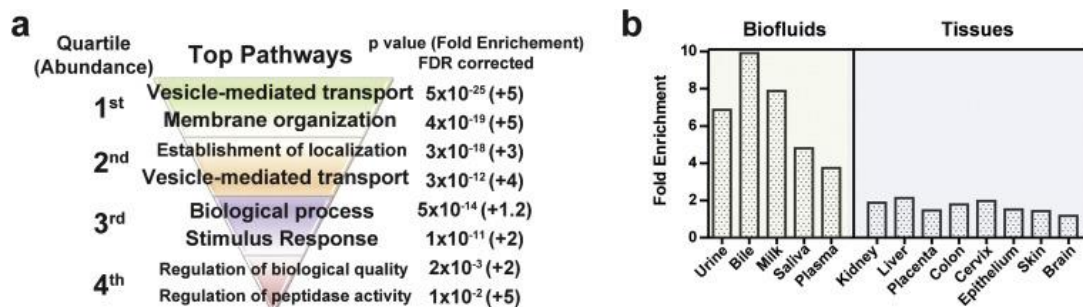 a
Quartile
(Abundance)
Top Pathways
p value (Fold Enrichement)
FDR corrected
1st
Vesicle-mediated transport 5x10-25 (+5)
Membrane organization 4x10-19 (+5)
2nd
Establishment of localization 3x10-18 (+3)
Vesicle-mediated transport 3x10-12 (+4)
3rd
Biological process 5x10-14 (+1.2)
Stimulus Response 1x10-11 (+2)
4th
Regulation of biological quality 2x10-3 (+2)
Regulation of peptidase activity 1x10-2 (+5)
b
Biofluids Tissues
Fold Enrichment
10
8
6
4
2
0
Urine Bile Milk Saliva Plasma Kidney Liver Placenta Colon Cervix Epithelium Skin Brain